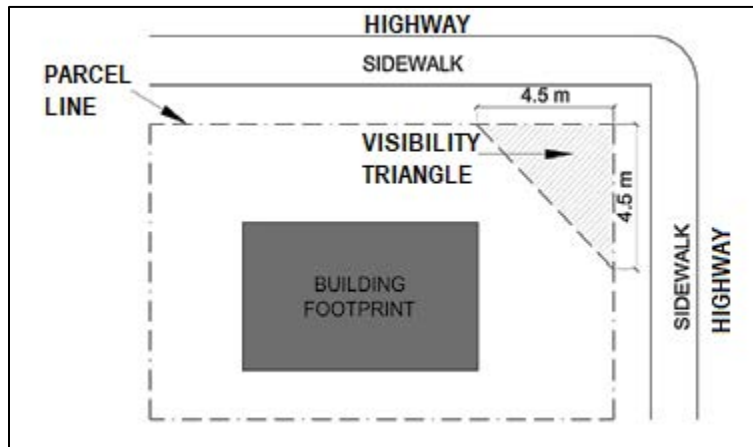 HIGHWAY
SIDEWALK
PARCEL
LINE
4.5 m
VISIBILITY
TRIANGLE
4.5 m
BUILDING
FOOTPRINT
SIDEWALK
HIGHWAY